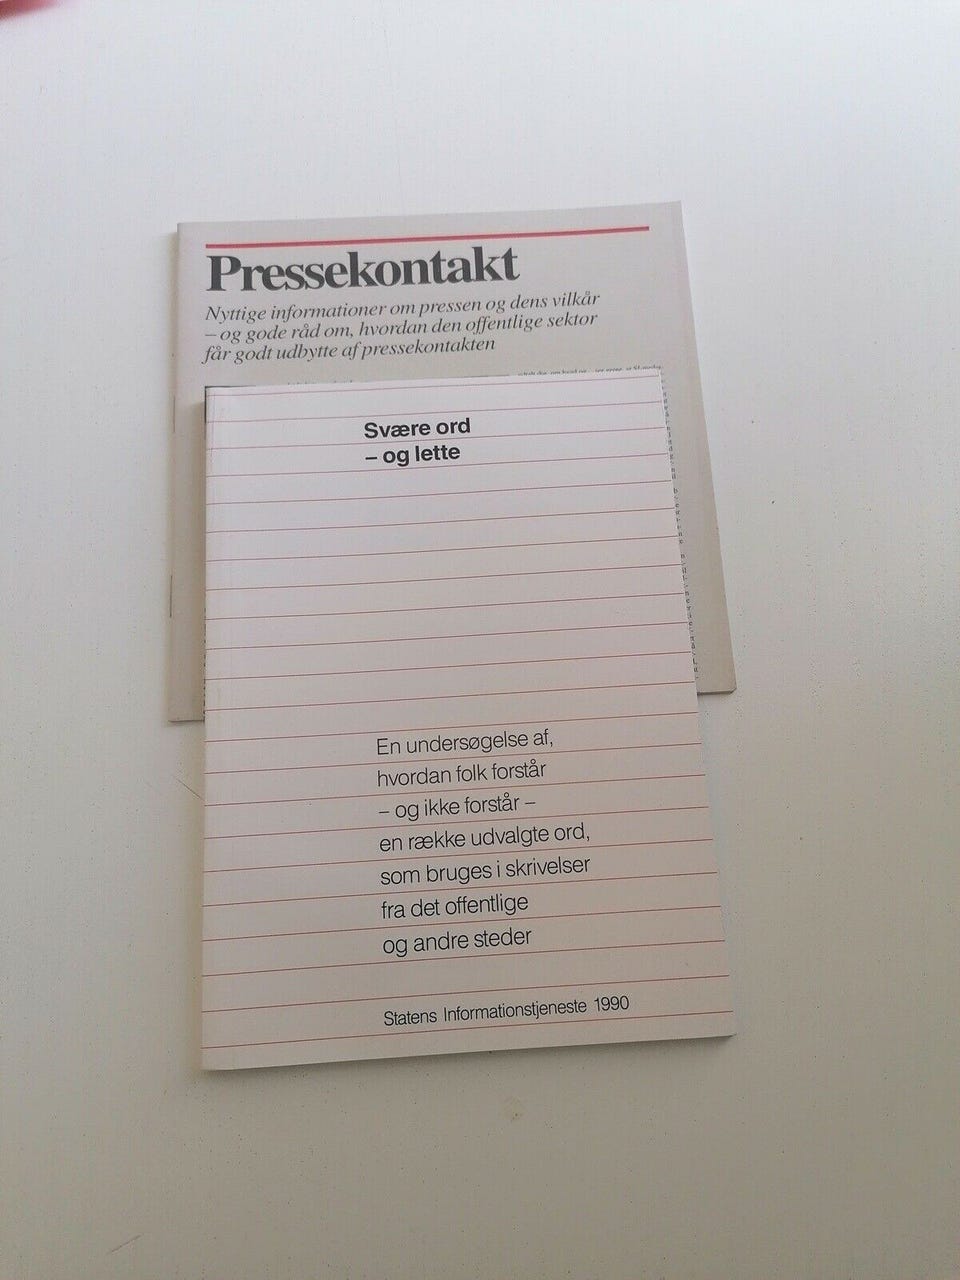 Pressekontakt
Nyttige informationer om pressen og dens vilkår
– og gode råd om, hvordan den offentlige sektor
får godt udbytte af pressekontakten
Svære ord
– og lette
En undersøgelse af,
hvordan folk forstår
– og ikke forstår –
en række udvalgte ord,
som bruges i skrivelser
fra det offentlige
og andre steder
Statens Informationstjeneste 1990